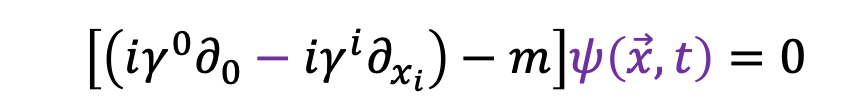 [(iγ⁰∂₀ − iγⁱ∂ₓᵢ) − m]ψ(x⃗, t) = 0